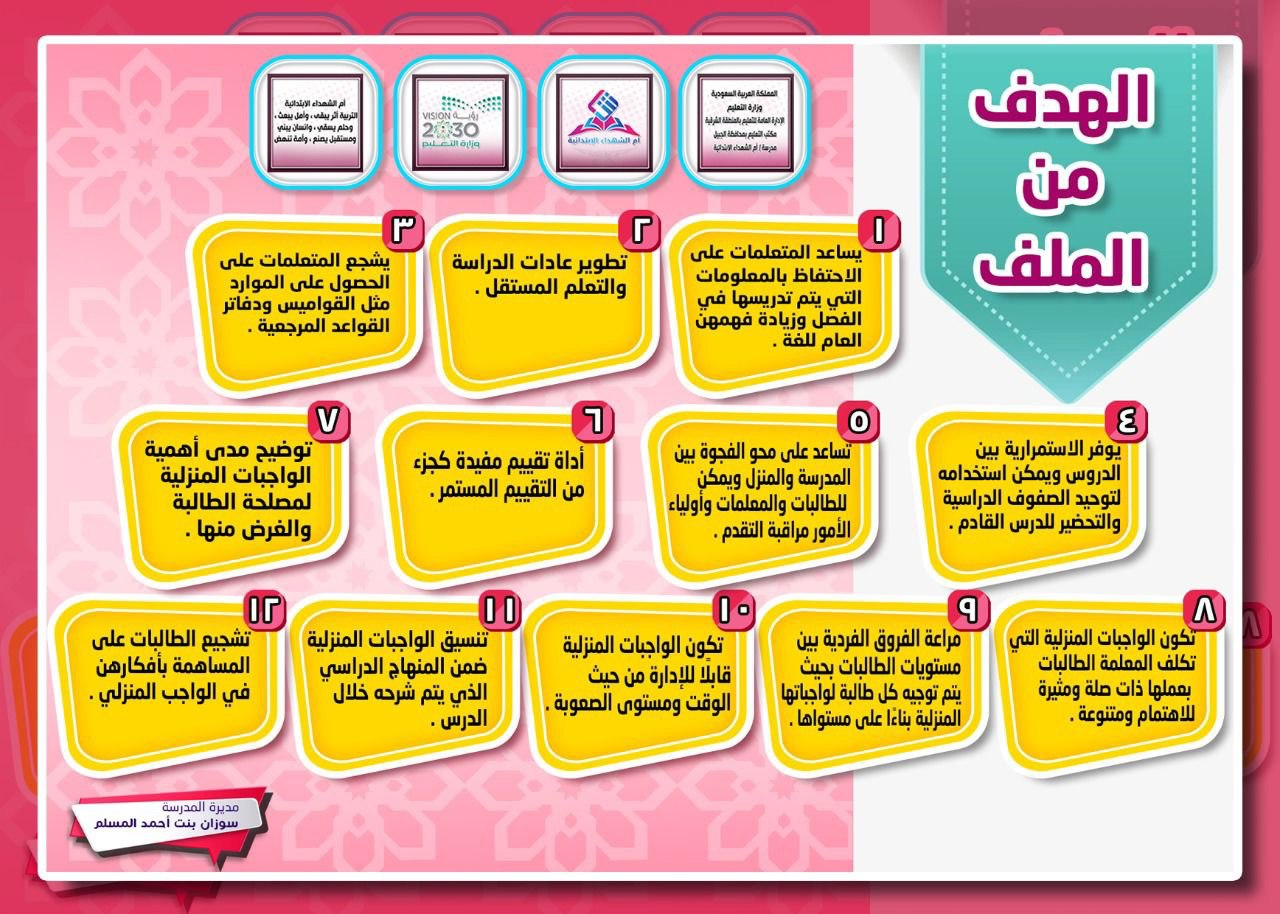 الهدف
من
الملف
المملكة العربية السعودية
وزارة التعليم
الإدارة العامة للتعليم بالمنطقة الشرقية
مكتب التعليم بمحافظة الجبيل
مدرسة / أم الشهداء الابتدائية
أم الشهداء الابتدائية
رؤيـة VISION
2030
وزارة التعـليم
أم الشهداء الابتدائية
التربية أثر يبقى ، وأمل يبعث ،
وحلم يسقي ، وانسان يبني
ومستقبل يصنع ، وأمة تنهض
١
يساعد المتعلمات على
الاحتفاظ بالمعلومات
التي يتم تدريسها في
الفصل وزيادة فهمهن
العام للغة .
٢
تطوير عادات الدراسة
والتعلم المستقل .
٣
يشجع المتعلمات على
الحصول على الموارد
مثل القواميس ودفاتر
القواعد المرجعية .
٤
يوفر الاستمرارية بين
الدروس ويمكن استخدامه
لتوحيد الصفوف الدراسية
والتحضير للدرس القادم .
٥
تساعد على محو الفجوة بين
المدرسة والمنزل ويمكن
للطالبات والمعلمات وأولياء
الأمور مراقبة التقدم .
٦
أداة تقييم مفيدة كجزء
من التقييم المستمر .
٧
توضيح مدى أهمية
الواجبات المنزلية
لمصلحة الطالبة
والغرض منها .
٨
تكون الواجبات المنزلية التي
تكلف المعلمة الطالبات
بعملها ذات صلة ومثيرة
للاهتمام ومتنوعة .
٩
مراعة الفروق الفردية بين
مستويات الطالبات بحيث
يتم توجيه كل طالبة لواجباتها
المنزلية بناءًا على مستواها .
١٠
تكون الواجبات المنزلية
قابلًا للإدارة من حيث
الوقت ومستوى الصعوبة .
١١
تنسيق الواجبات المنزلية
ضمن المنهاج الدراسي
الذي يتم شرحه خلال
الدرس .
١٢
تشجيع الطالبات على
المساهمة بأفكارهن
في الواجب المنزلي .
مديرة المدرسة
سوزان بنت أحمد المسلم